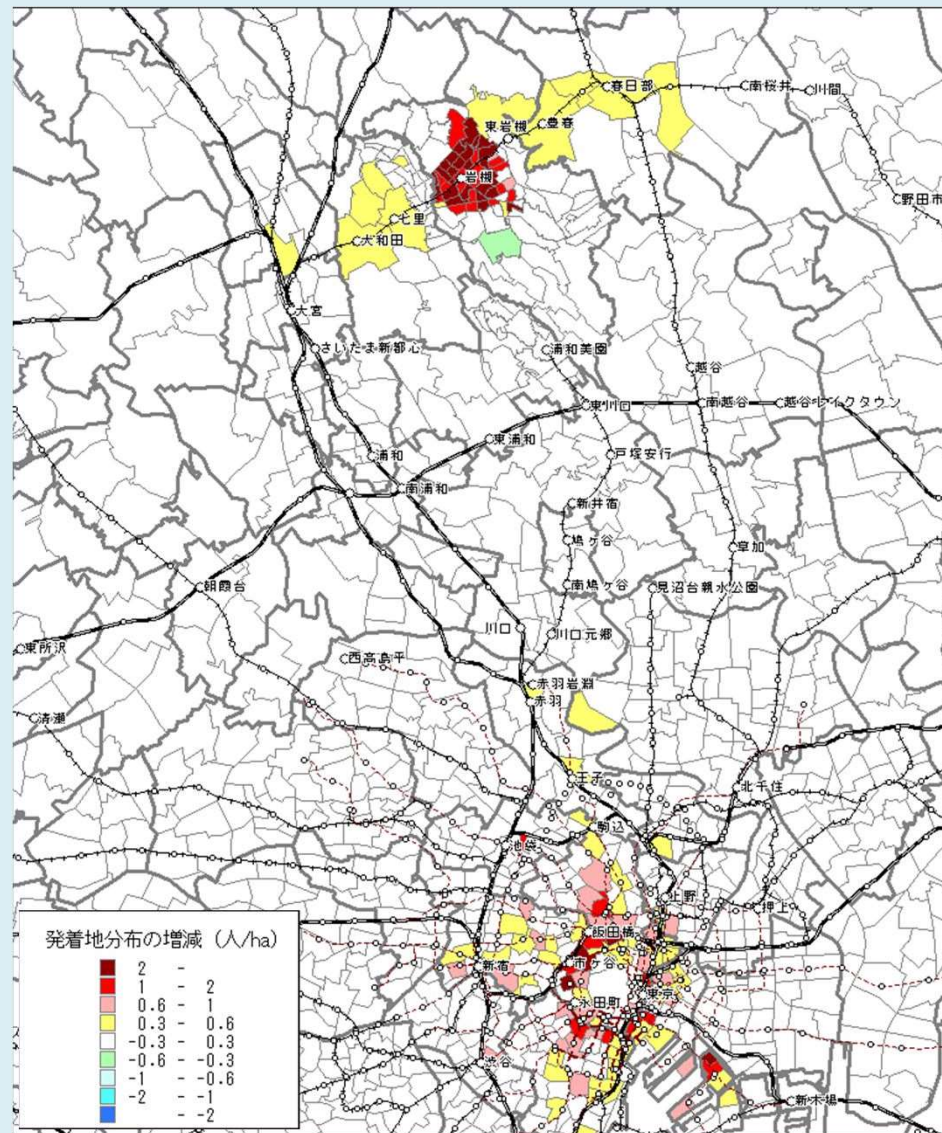 春日部
南桜井
川間
東岩槻
豊春
岩槻
野田市
七里
大和田
大宮
さいたま新都心
浦和美園
越谷
東川口
南越谷
越谷レイクタウン
東浦和
戸塚安行
浦和
南浦和
新井宿
鳩ヶ谷
草加
朝霞台
南鳩ヶ谷
見沼台親水公園
川口
川口元郷
東所沢
西高島平
赤羽岩淵
赤羽
清瀬
王子
北千住
駒込
池袋
上野
押上
飯田橋
新宿
市ヶ谷
永田町
東京
渋谷
新木場
発着地分布の増減 (人/ha)
2 -
1 - 2
0.6 - 1
0.3 - 0.6
-0.3 - 0.3
-0.6 - -0.3
-1 - -0.6
-2 - -1
- -2